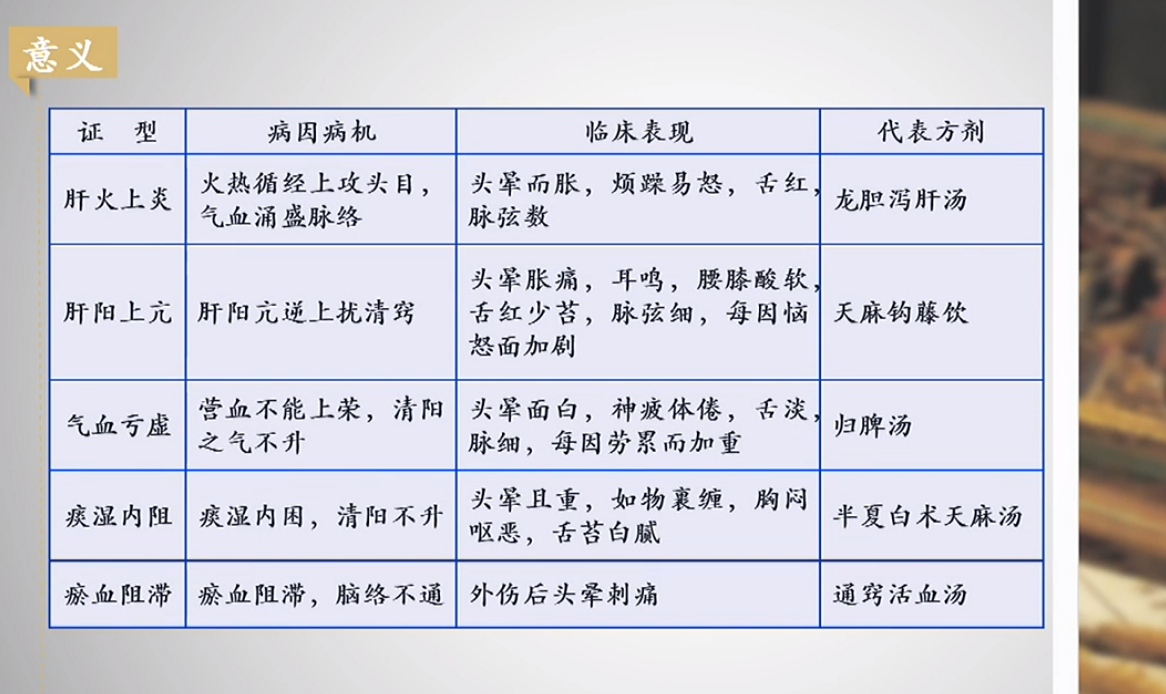 意义
证 型
病因病机
临床表现
代表方剂
肝火上炎
火热循经上攻头目，
气血涌盛脉络
头晕而胀，烦躁易怒，舌红，
脉弦数
龙胆泻肝汤
肝阳上亢
肝阳亢逆上扰清窍
头晕胀痛，耳鸣，腰膝酸软，
舌红少苔，脉弦细，每因恼
怒面加剧
天麻钩藤饮
气血亏虚
营血不能上荣，清阳
之气不升
头晕面白，神疲体倦，舌淡，
脉细，每因劳累而加重
归脾汤
痰湿内阻
痰湿内困，清阳不升
头晕且重，如物裹缠，胸闷
呕恶，舌苔白腻
半夏白术天麻汤
瘀血阻滞
瘀血阻滞，脑络不通
外伤后头晕刺痛
通窍活血汤